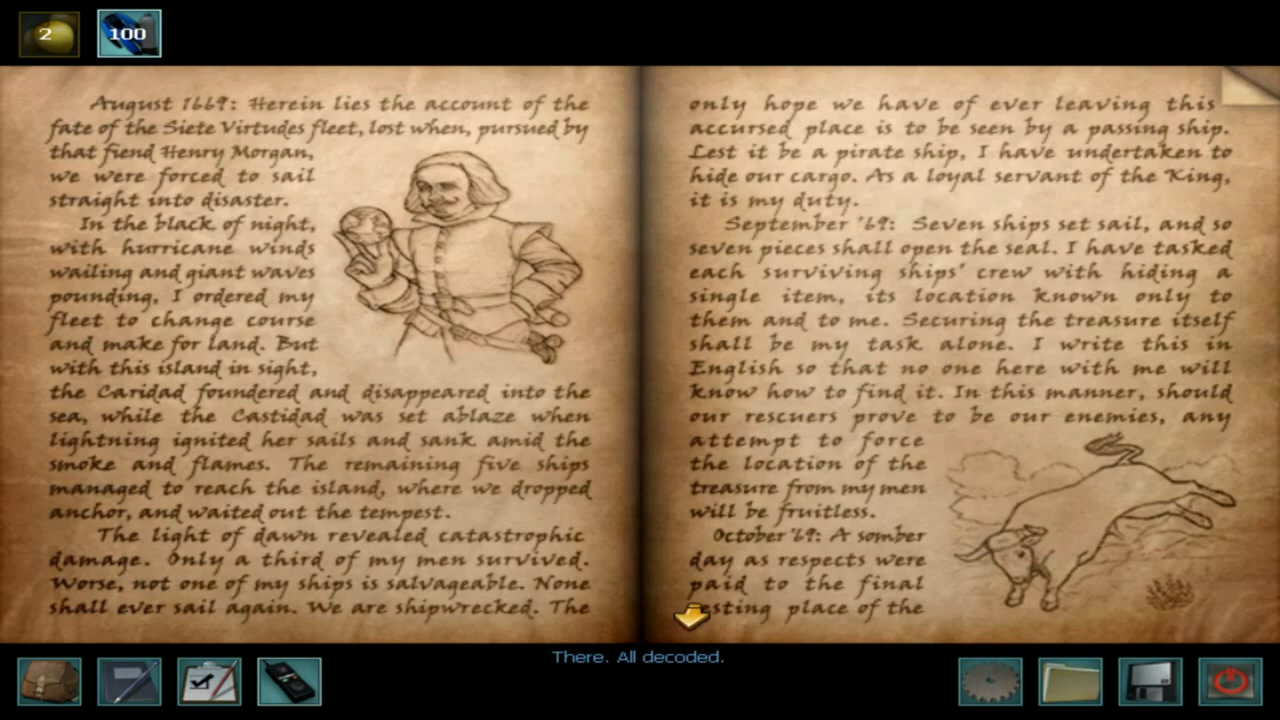 2
100
August 1669: Herein lies the account of the
fate of the Siete Virtudes fleet, lost when, pursued by
that fiend Henry Morgan,
we were forced to sail
straight into disaster.
In the black of night,
with hurricane winds
wailing and giant waves
pounding, I ordered my
fleet to change course
and make for land. But
with this island in sight,
the Caridad foundered and disappeared into the
sea, while the Castidad was set ablaze when
lightning ignited her sails and sank amid the
smoke and flames. The remaining five ships
managed to reach the island, where we dropped
anchor, and waited out the tempest.
The light of dawn revealed catastrophic
damage. Only a third of my men survived.
Worse, not one of my ships is salvageable. None
shall ever sail again. We are shipwrecked. The
only hope we have of ever leaving this
accursed place is to be seen by a passing ship.
Lest it be a pirate ship, I have undertaken to
hide our cargo. As a loyal servant of the King,
it is my duty.
September '69: Seven ships set sail, and so
seven pieces shall open the seal. I have tasked
each surviving ships' crew with hiding a
single item, its location known only to
them and to me. Securing the treasure itself
shall be my task alone. I write this in
English so that no one here with me will
know how to find it. In this manner, should
our rescuers prove to be our enemies, any
attempt to force
the location of the
treasure from my men
will be fruitless.
October '69: A somber
day as respects were
paid to the final
resting place of the
There. All decoded.